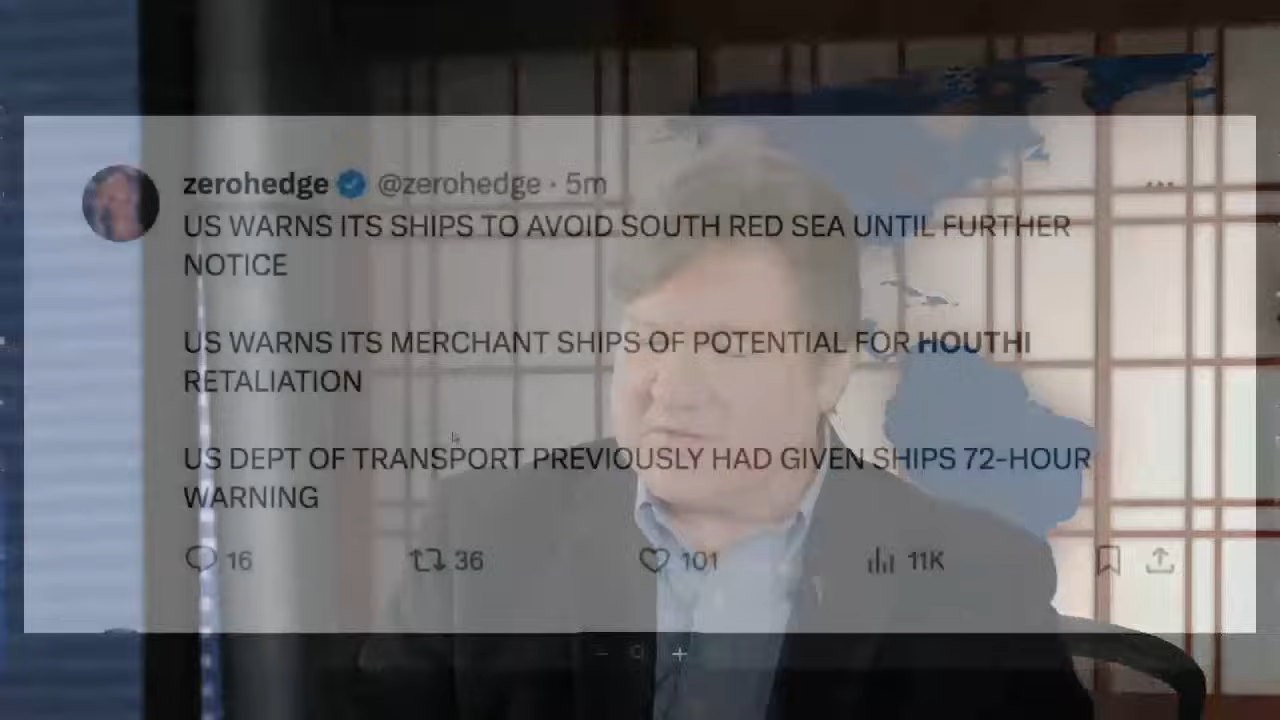 zerohedge @zerohedge · 5m
US WARNS ITS SHIPS TO AVOID SOUTH RED SEA UNTIL FURTHER
NOTICE
US WARNS ITS MERCHANT SHIPS OF POTENTIAL FOR HOUTHI
RETALIATION
US DEPT OF TRANSPORT PREVIOUSLY HAD GIVEN SHIPS 72-HOUR
WARNING
16 36 101 11K